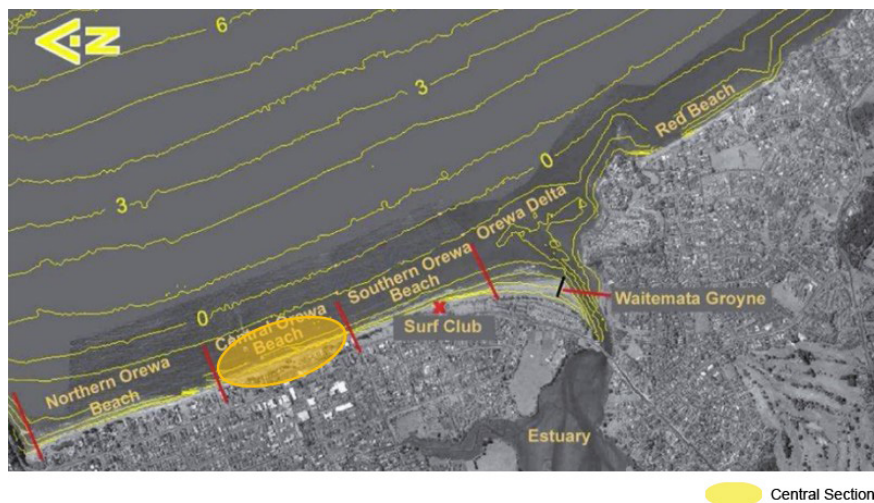 N
6
3
3
0
0
Red Beach
Orewa Delta
Southern Orewa
Beach
Central Orewa
Beach
Northern Orewa
Beach
Surf Club
Waitemata Groyne
Estuary
Central Section